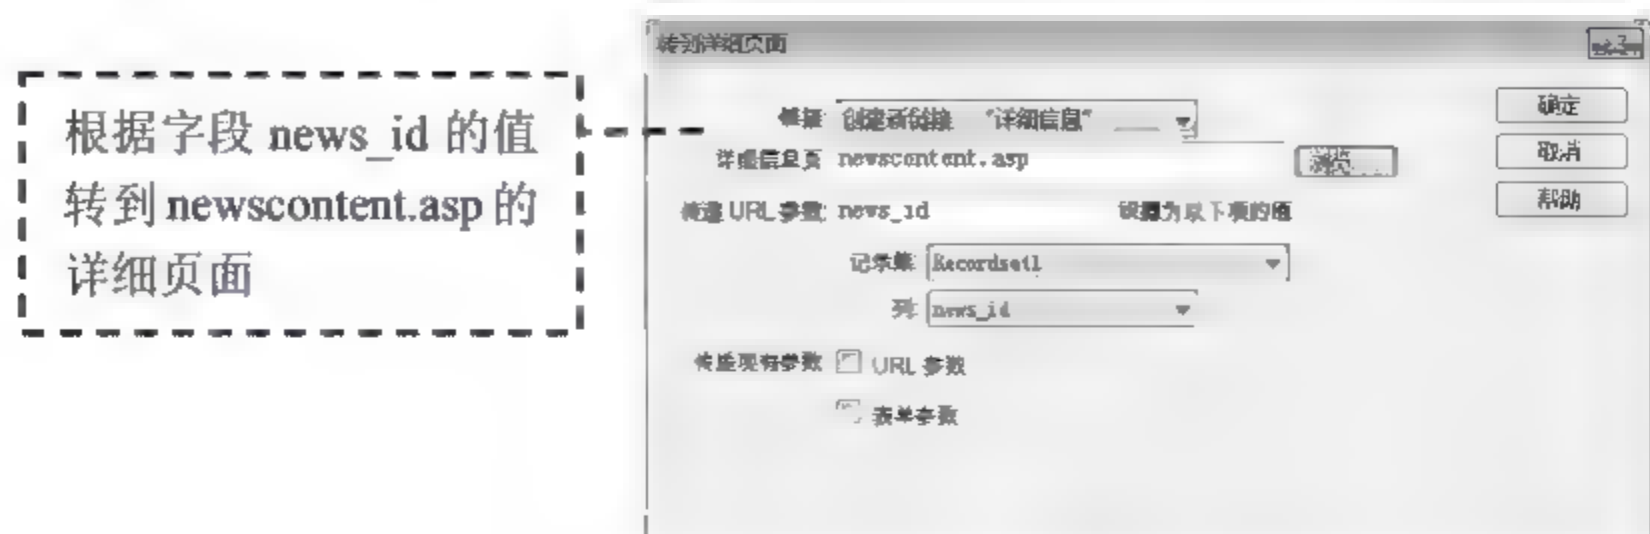 根据字段 news_id 的值
转到 newscontent.asp 的
详细页面
转到详细页面
链接 创建新链接 “详细信息”
确定
详细信息页 newscontent.asp
浏览...
取消
传递 URL 参数: news_id 设置为以下项的值
帮助
记录集 Recordset1
列: news_id
传递现有参数 URL 参数
表单参数